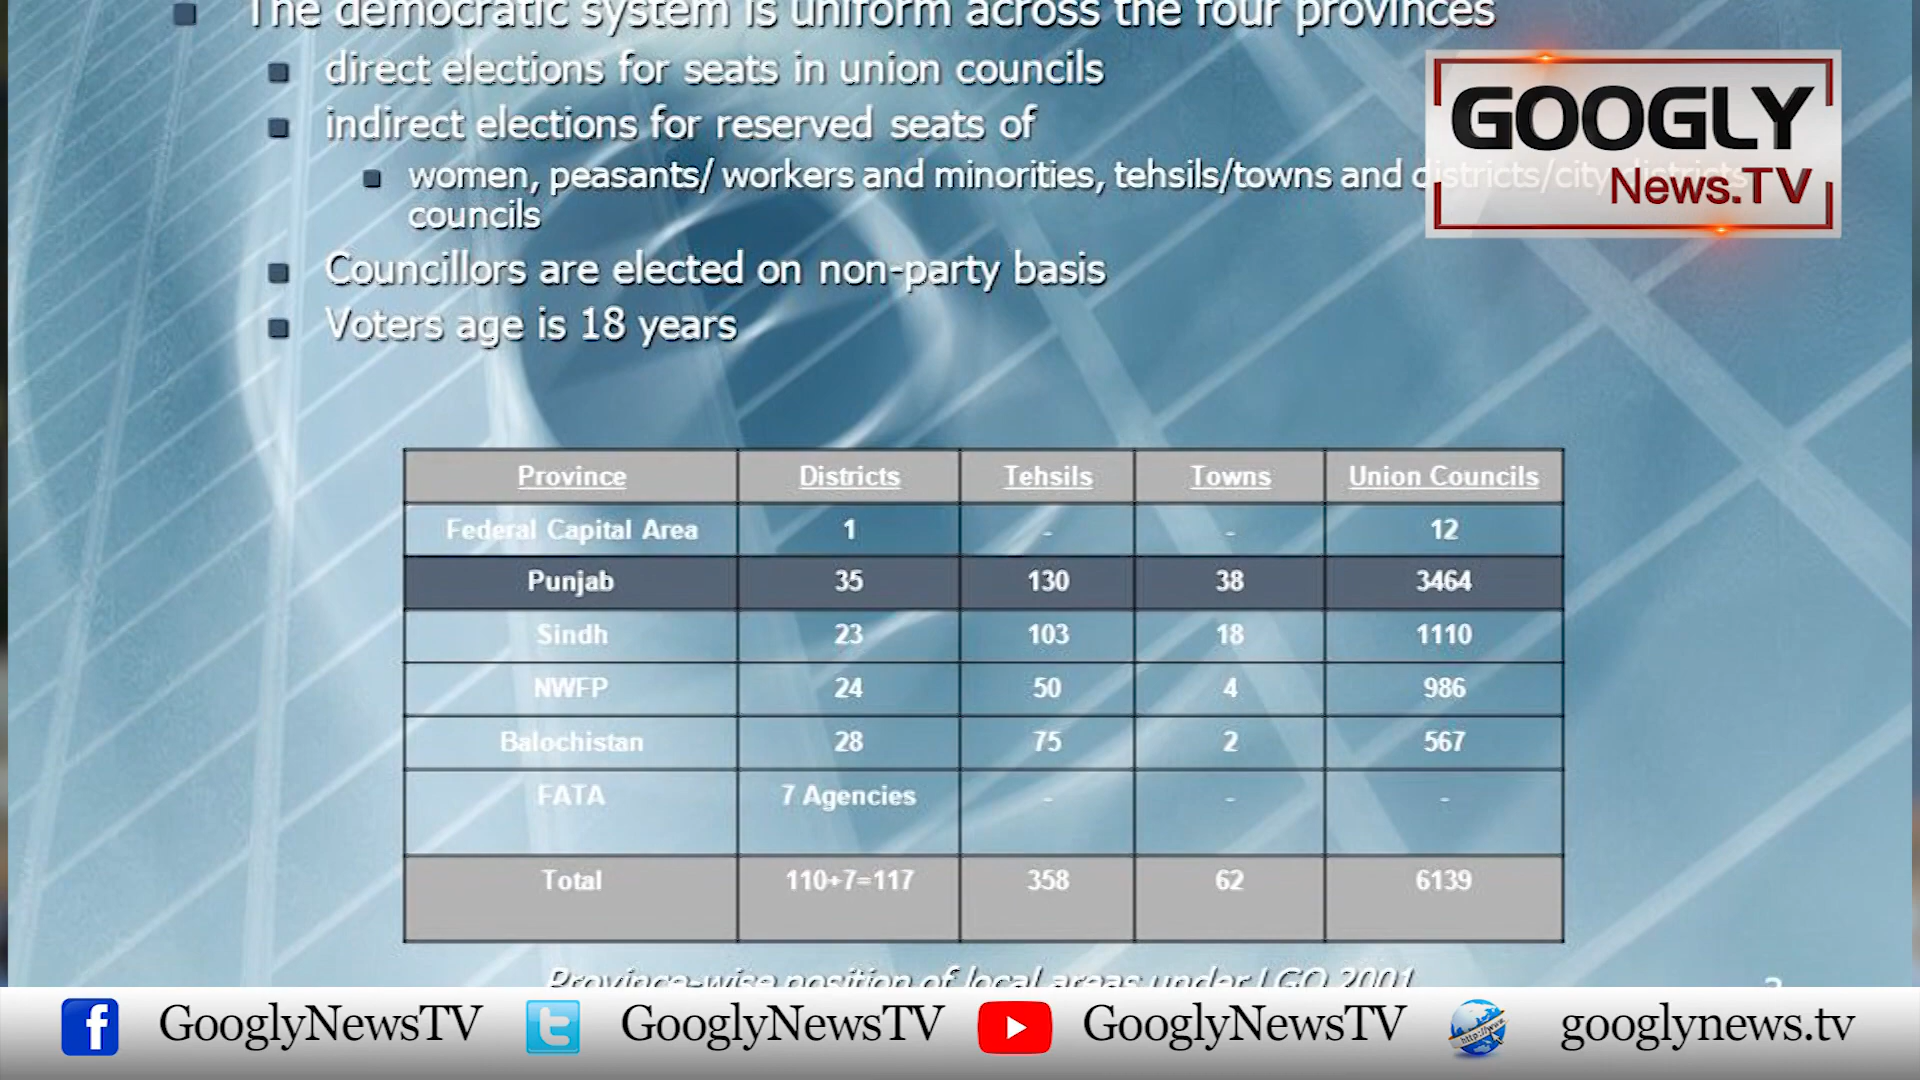 The democratic system is uniform across the four provinces
direct elections for seats in union councils
indirect elections for reserved seats of
women, peasants/ workers and minorities, tehsils/towns and districts/city districts
councils
Councillors are elected on non-party basis
Voters age is 18 years
GOOGLY
News.TV
Province Districts Tehsils Towns Union Councils
Federal Capital Area 1 - - 12
Punjab 35 130 38 3464
Sindh 23 103 18 1110
NWFP 24 50 4 986
Balochistan 28 75 2 567
FATA 7 Agencies - - -
Total 110+7=117 358 62 6139
Province-wise position of local areas under LGO 2001
GooglyNewsTV GooglyNewsTV GooglyNewsTV googlynews.tv